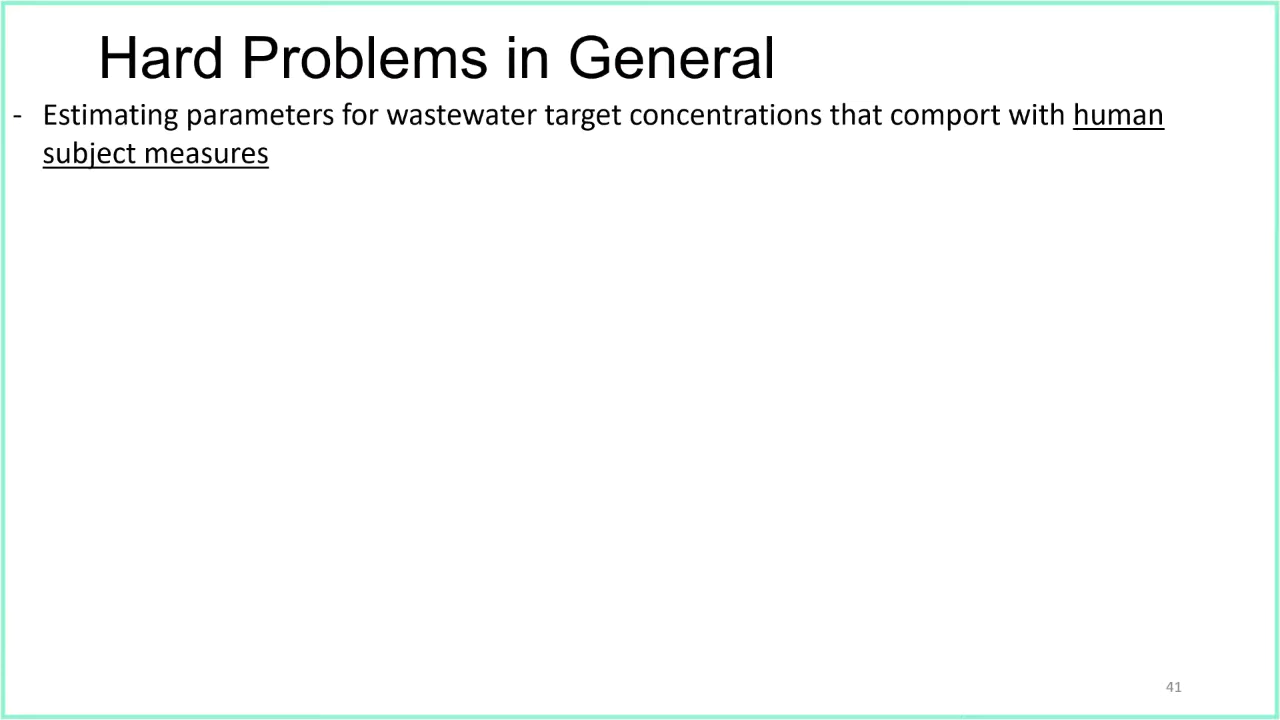 Hard Problems in General
- Estimating parameters for wastewater target concentrations that comport with human
subject measures
41